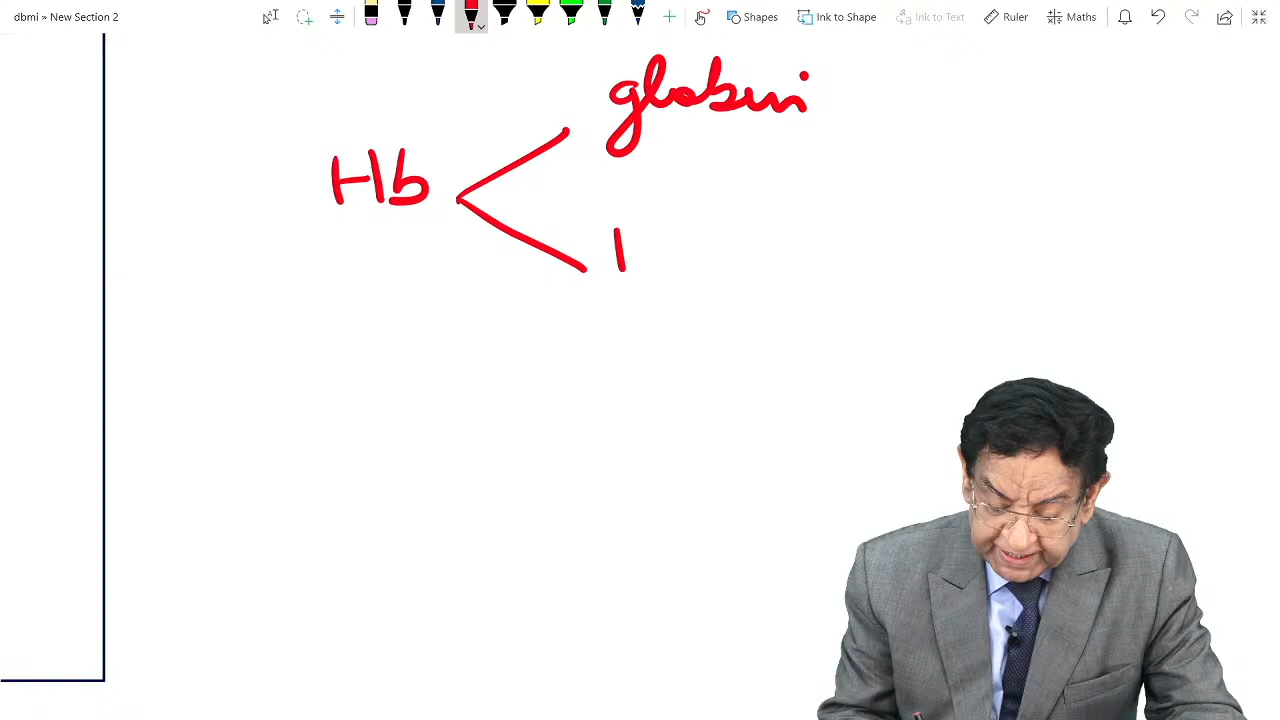 dbmi » New Section 2
Shapes
Ink to Shape
Ink to Text
Ruler
Maths
globin
Hb